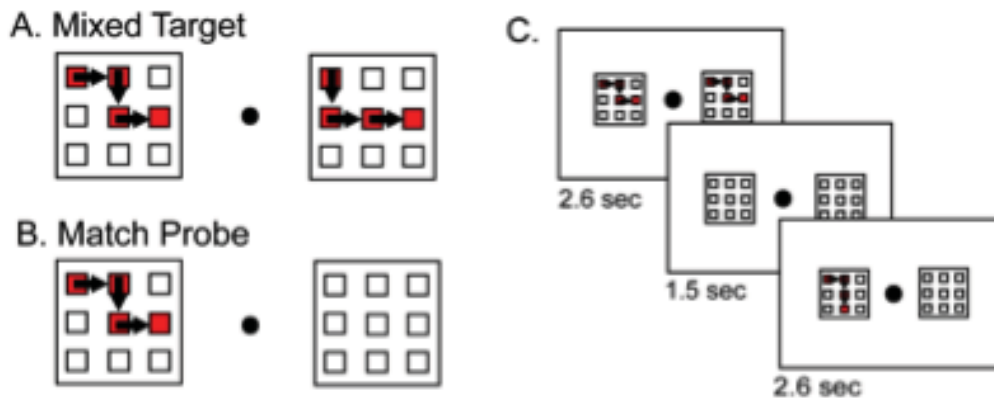 A. Mixed Target
B. Match Probe
C.
2.6 sec
1.5 sec
2.6 sec